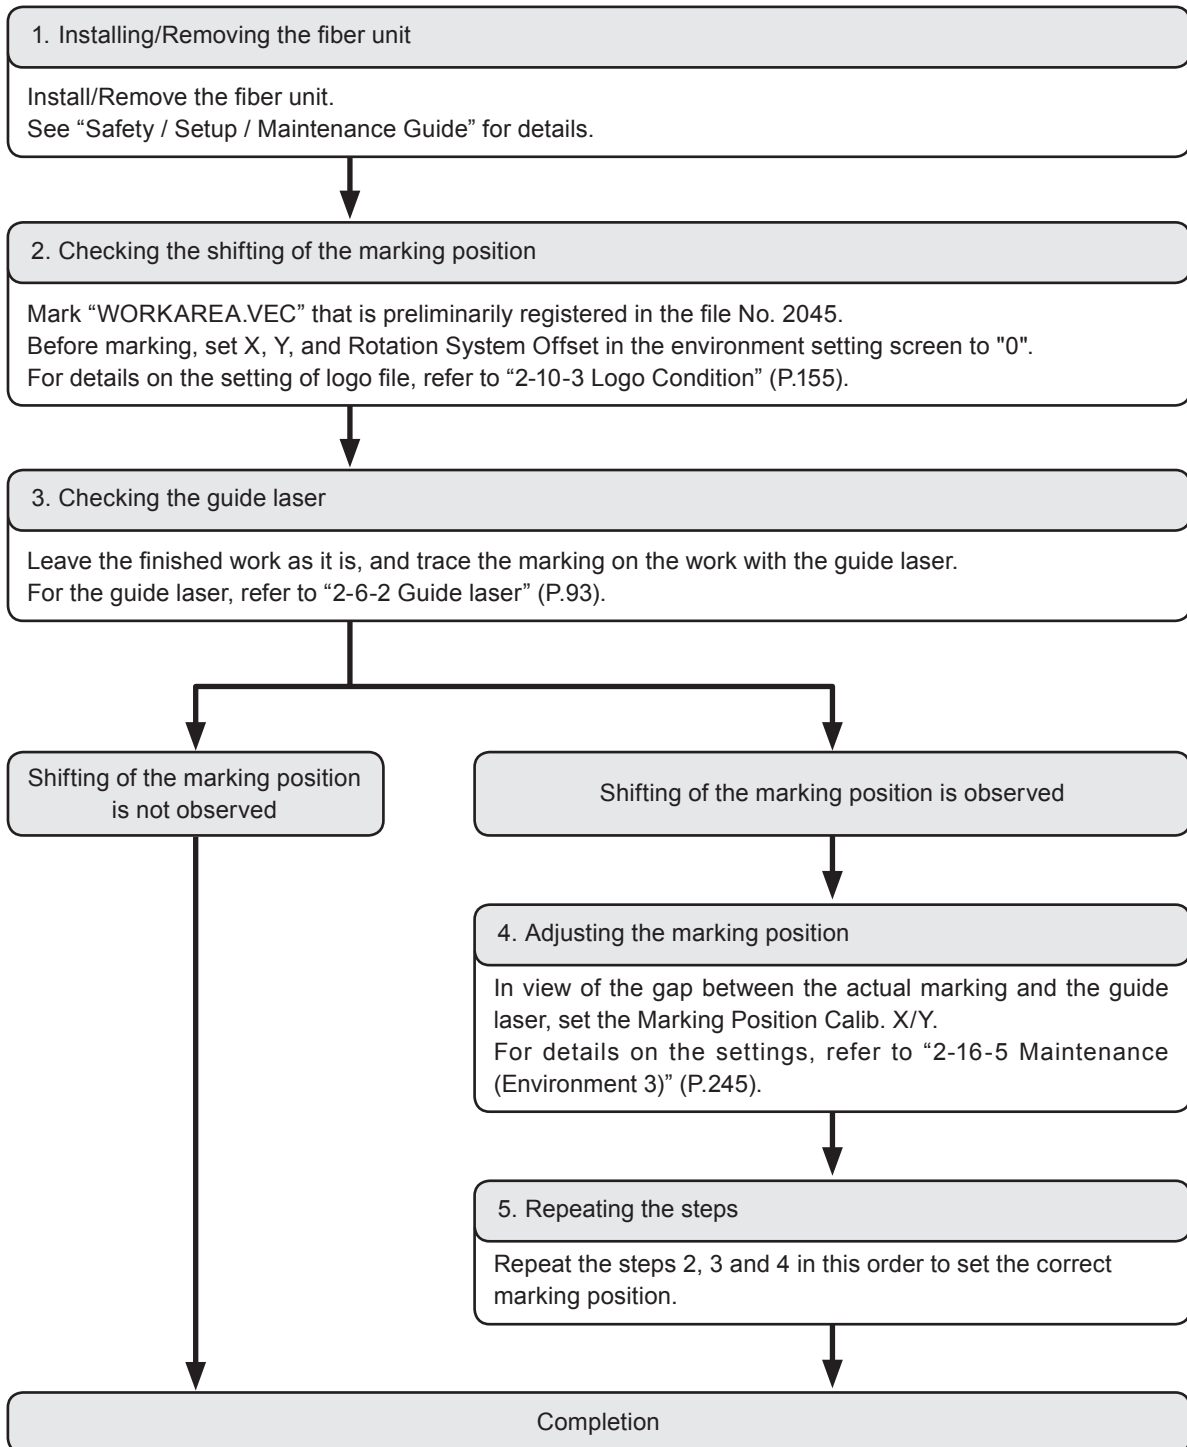 1. Installing/Removing the fiber unit
Install/Remove the fiber unit.
See “Safety / Setup / Maintenance Guide” for details.
2. Checking the shifting of the marking position
Mark “WORKAREA.VEC” that is preliminarily registered in the file No. 2045.
Before marking, set X, Y, and Rotation System Offset in the environment setting screen to "0".
For details on the setting of logo file, refer to “2-10-3 Logo Condition” (P.155).
3. Checking the guide laser
Leave the finished work as it is, and trace the marking on the work with the guide laser.
For the guide laser, refer to “2-6-2 Guide laser” (P.93).
Shifting of the marking position
is not observed
Shifting of the marking position is observed
4. Adjusting the marking position
In view of the gap between the actual marking and the guide
laser, set the Marking Position Calib. X/Y.
For details on the settings, refer to “2-16-5 Maintenance
(Environment 3)” (P.245).
5. Repeating the steps
Repeat the steps 2, 3 and 4 in this order to set the correct
marking position.
Completion